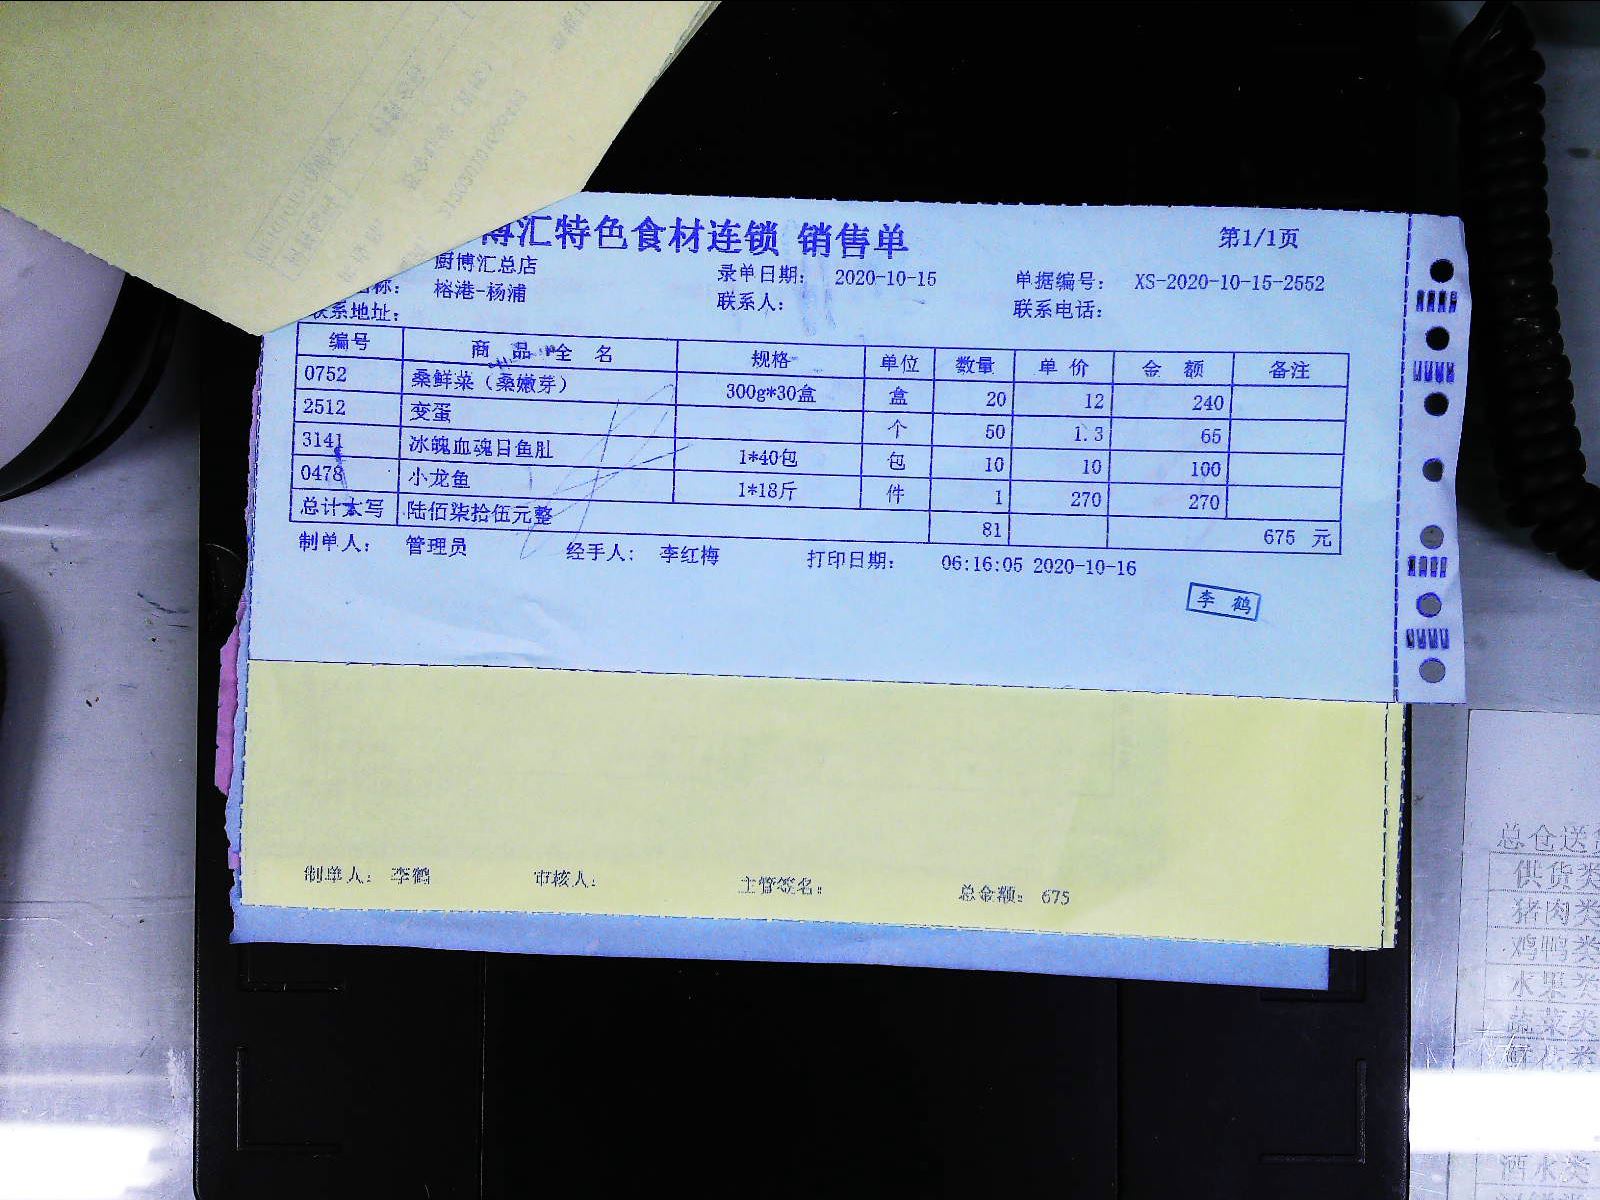 博汇特色食材连锁 销售单
第1/1页
厨博汇总店
录单日期: 2020-10-15
单据编号: XS-2020-10-15-2552
名称: 榕港-杨浦
联系人:
联系电话:
联系地址:
编号 商 品 全 名 规格 单位 数量 单 价 金 额 备注
0752 桑鲜菜(桑嫩芽) 300g*30盒 盒 20 12 240
2512 变蛋 个 50 1.3 65
3141 冰魄血魂目鱼肚 1*40包 包 10 10 100
0478 小龙鱼 1*18斤 件 1 270 270
总计大写 陆佰柒拾伍元整 81 675 元
制单人: 管理员 经手人: 李红梅 打印日期: 06:16:05 2020-10-16
李 鹤
制单人: 李鹤 审核人: 主管签名: 总金额: 675
总仓送货
供货类
猪肉类
鸡鸭类
水果类
蔬菜类
酒水类